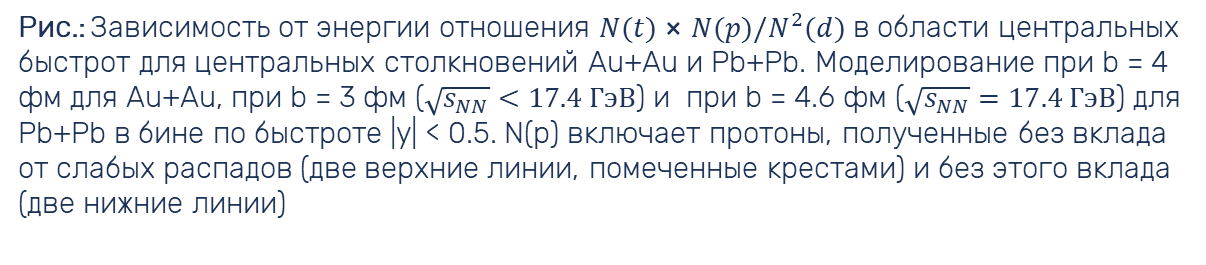 Рис.: Зависимость от энергии отношения N(t) × N(p)/N²(d) в области центральных
быстрот для центральных столкновений Au+Au и Pb+Pb. Моделирование при b = 4
фм для Au+Au, при b = 3 фм (√s_NN < 17.4 ГэВ) и при b = 4.6 фм (√s_NN = 17.4 ГэВ) для
Pb+Pb в бине по быстроте |y| < 0.5. N(p) включает протоны, полученные без вклада
от слабых распадов (две верхние линии, помеченные крестами) и без этого вклада
(две нижние линии)